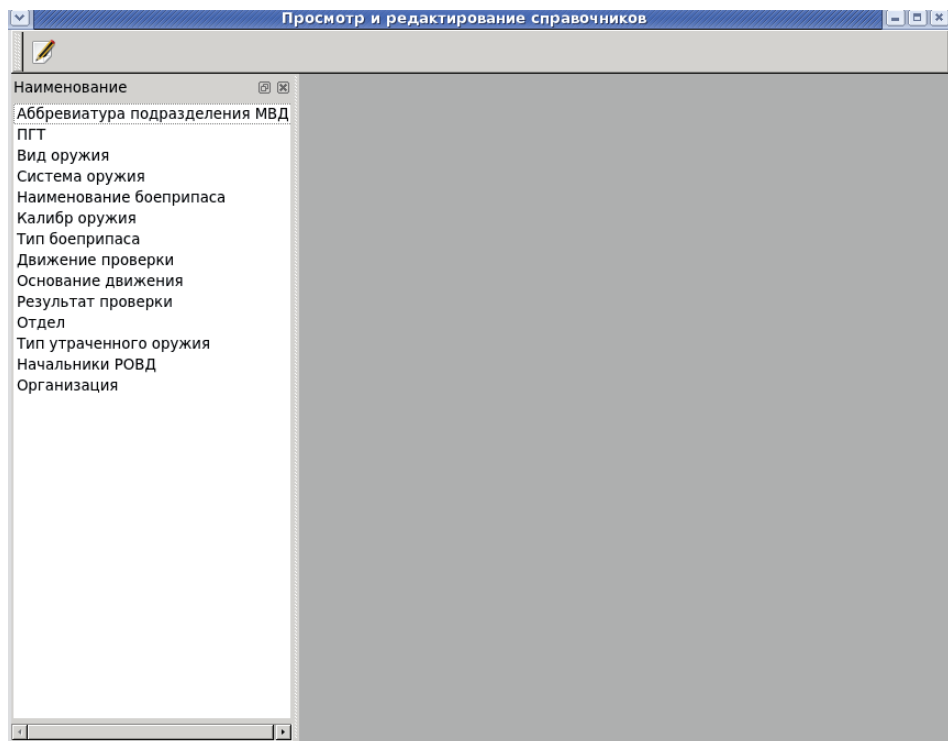 Просмотр и редактирование справочников
Наименование
Аббревиатура подразделения МВД
ПГТ
Вид оружия
Система оружия
Наименование боеприпаса
Калибр оружия
Тип боеприпаса
Движение проверки
Основание движения
Результат проверки
Отдел
Тип утраченного оружия
Начальники РОВД
Организация